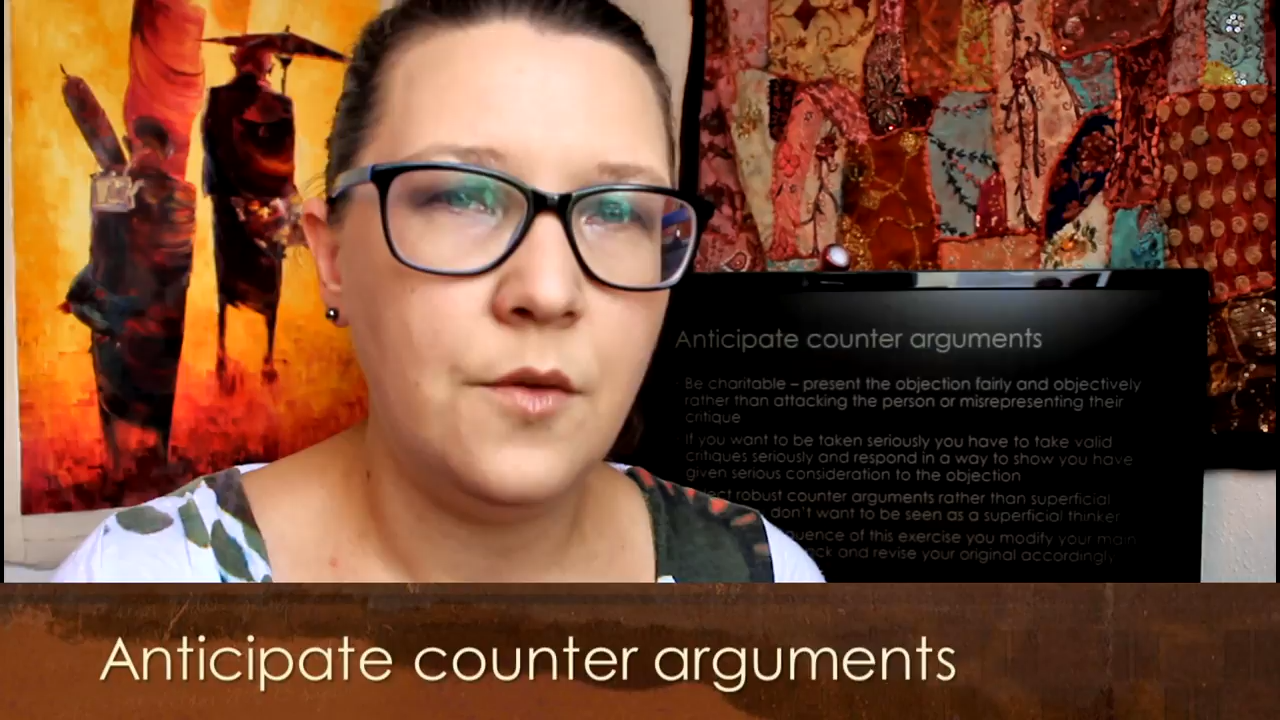 Anticipate counter arguments
Be charitable – present the objection fairly and objectively
rather than attacking the person or misrepresenting their
critique
If you want to be taken seriously you have to take valid
critiques seriously and respond in a way to show you have
given serious consideration to the objection
robust counter arguments rather than superficial
don't want to be seen as a superficial thinker
of this exercise you modify your main
and revise your original accordingly
Anticipate counter arguments